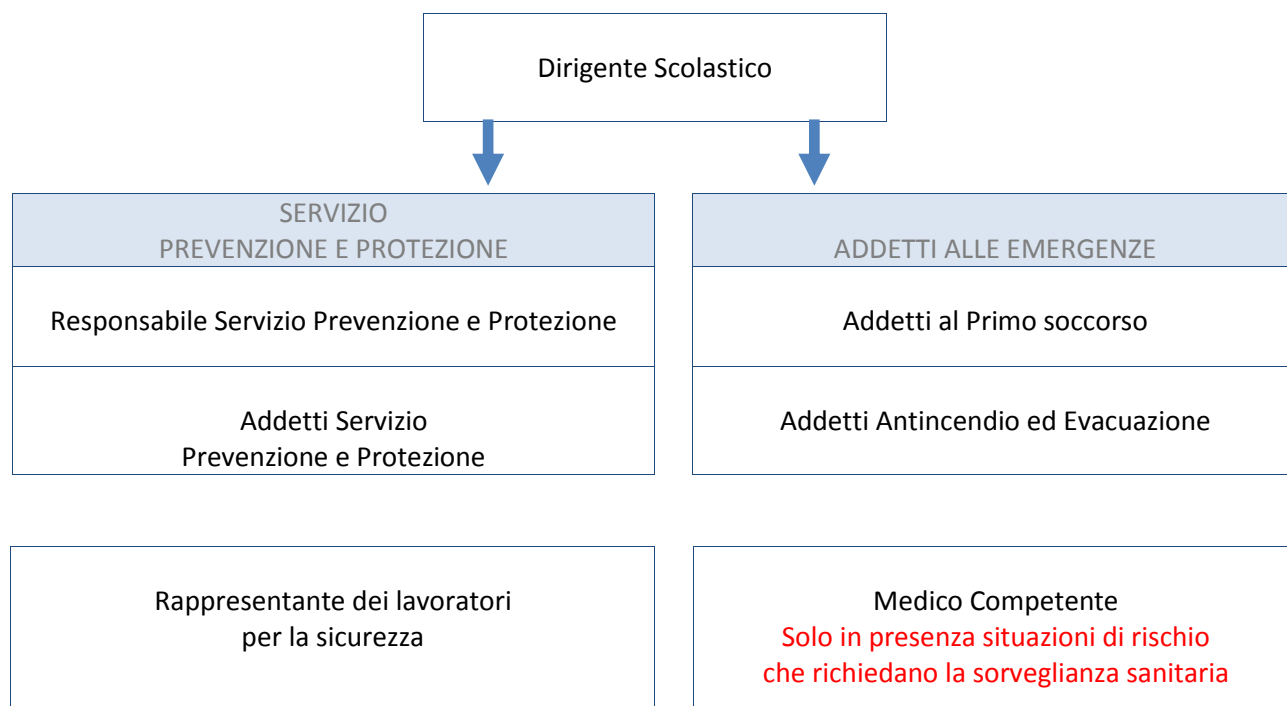 Dirigente Scolastico
SERVIZIO
PREVENZIONE E PROTEZIONE
Responsabile Servizio Prevenzione e Protezione
Addetti Servizio
Prevenzione e Protezione
ADDETTI ALLE EMERGENZE
Addetti al Primo soccorso
Addetti Antincendio ed Evacuazione
Rappresentante dei lavoratori
per la sicurezza
Medico Competente
Solo in presenza situazioni di rischio
che richiedano la sorveglianza sanitaria